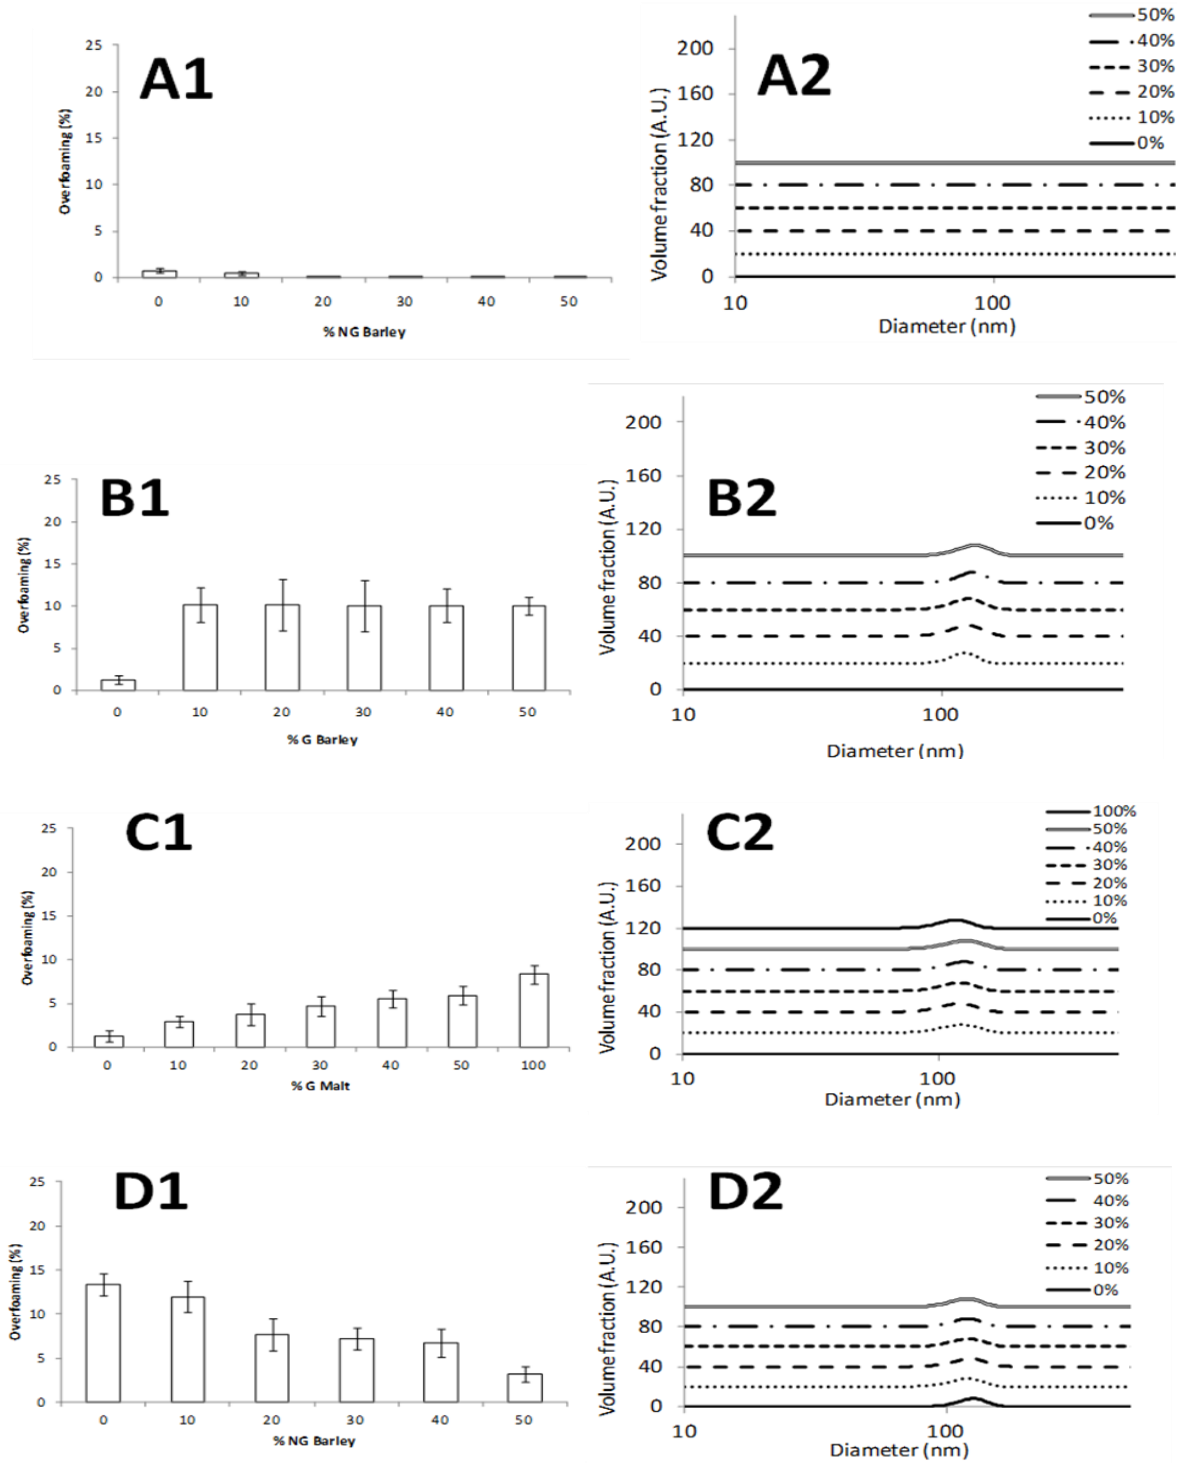 A1
25
20
15
10
5
0
Overfoaming (%)
0 10 20 30 40 50
% NG Barley
A2
50%
40%
30%
20%
10%
0%
200
160
120
80
40
0
Volume fraction (A.U.)
10 100
Diameter (nm)
B1
25
20
15
10
5
0
Overfoaming (%)
0 10 20 30 40 50
% G Barley
B2
50%
40%
30%
20%
10%
0%
200
160
120
80
40
0
Volume fraction (A.U.)
10 100
Diameter (nm)
C1
25
20
15
10
5
0
Overfoaming (%)
0 10 20 30 40 50 100
% G Malt
C2
100%
50%
40%
30%
20%
10%
0%
200
160
120
80
40
0
Volume fraction (A.U.)
10 100
Diameter (nm)
D1
25
20
15
10
5
0
Overfoaming (%)
0 10 20 30 40 50
% NG Barley
D2
50%
40%
30%
20%
10%
0%
200
160
120
80
40
0
Volume fraction (A.U.)
10 100
Diameter (nm)